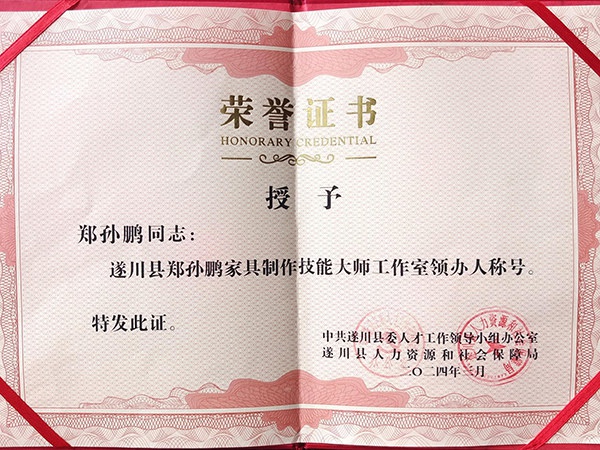 荣誉证书
HONORARY CREDENTIAL
授予
郑孙鹏同志：
遂川县郑孙鹏家具制作技能大师工作室领办人称号。
特发此证。
中共遂川县委人才工作领导小组办公室
遂川县人力资源和社会保障局
二〇二四年 月